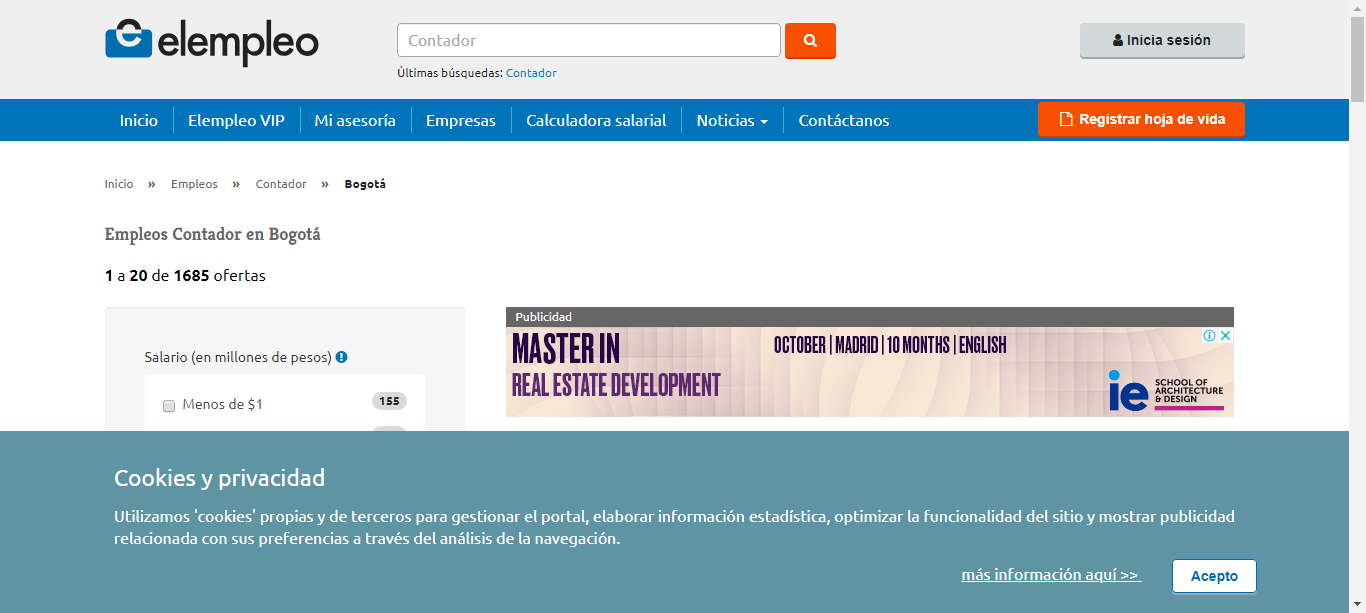 elempleo
Contador
Últimas búsquedas: Contador
Inicia sesión
Inicio Elempleo VIP Mi asesoría Empresas Calculadora salarial Noticias Contáctanos
Registrar hoja de vida
Inicio » Empleos » Contador » Bogotá
Empleos Contador en Bogotá
1 a 20 de 1685 ofertas
Salario (en millones de pesos)
Menos de $1 155
Publicidad
MASTER IN
REAL ESTATE DEVELOPMENT
OCTOBER | MADRID | 10 MONTHS | ENGLISH
ie SCHOOL OF
ARCHITECTURE
& DESIGN
Cookies y privacidad
Utilizamos 'cookies' propias y de terceros para gestionar el portal, elaborar información estadística, optimizar la funcionalidad del sitio y mostrar publicidad
relacionada con sus preferencias a través del análisis de la navegación.
más información aquí >>
Acepto